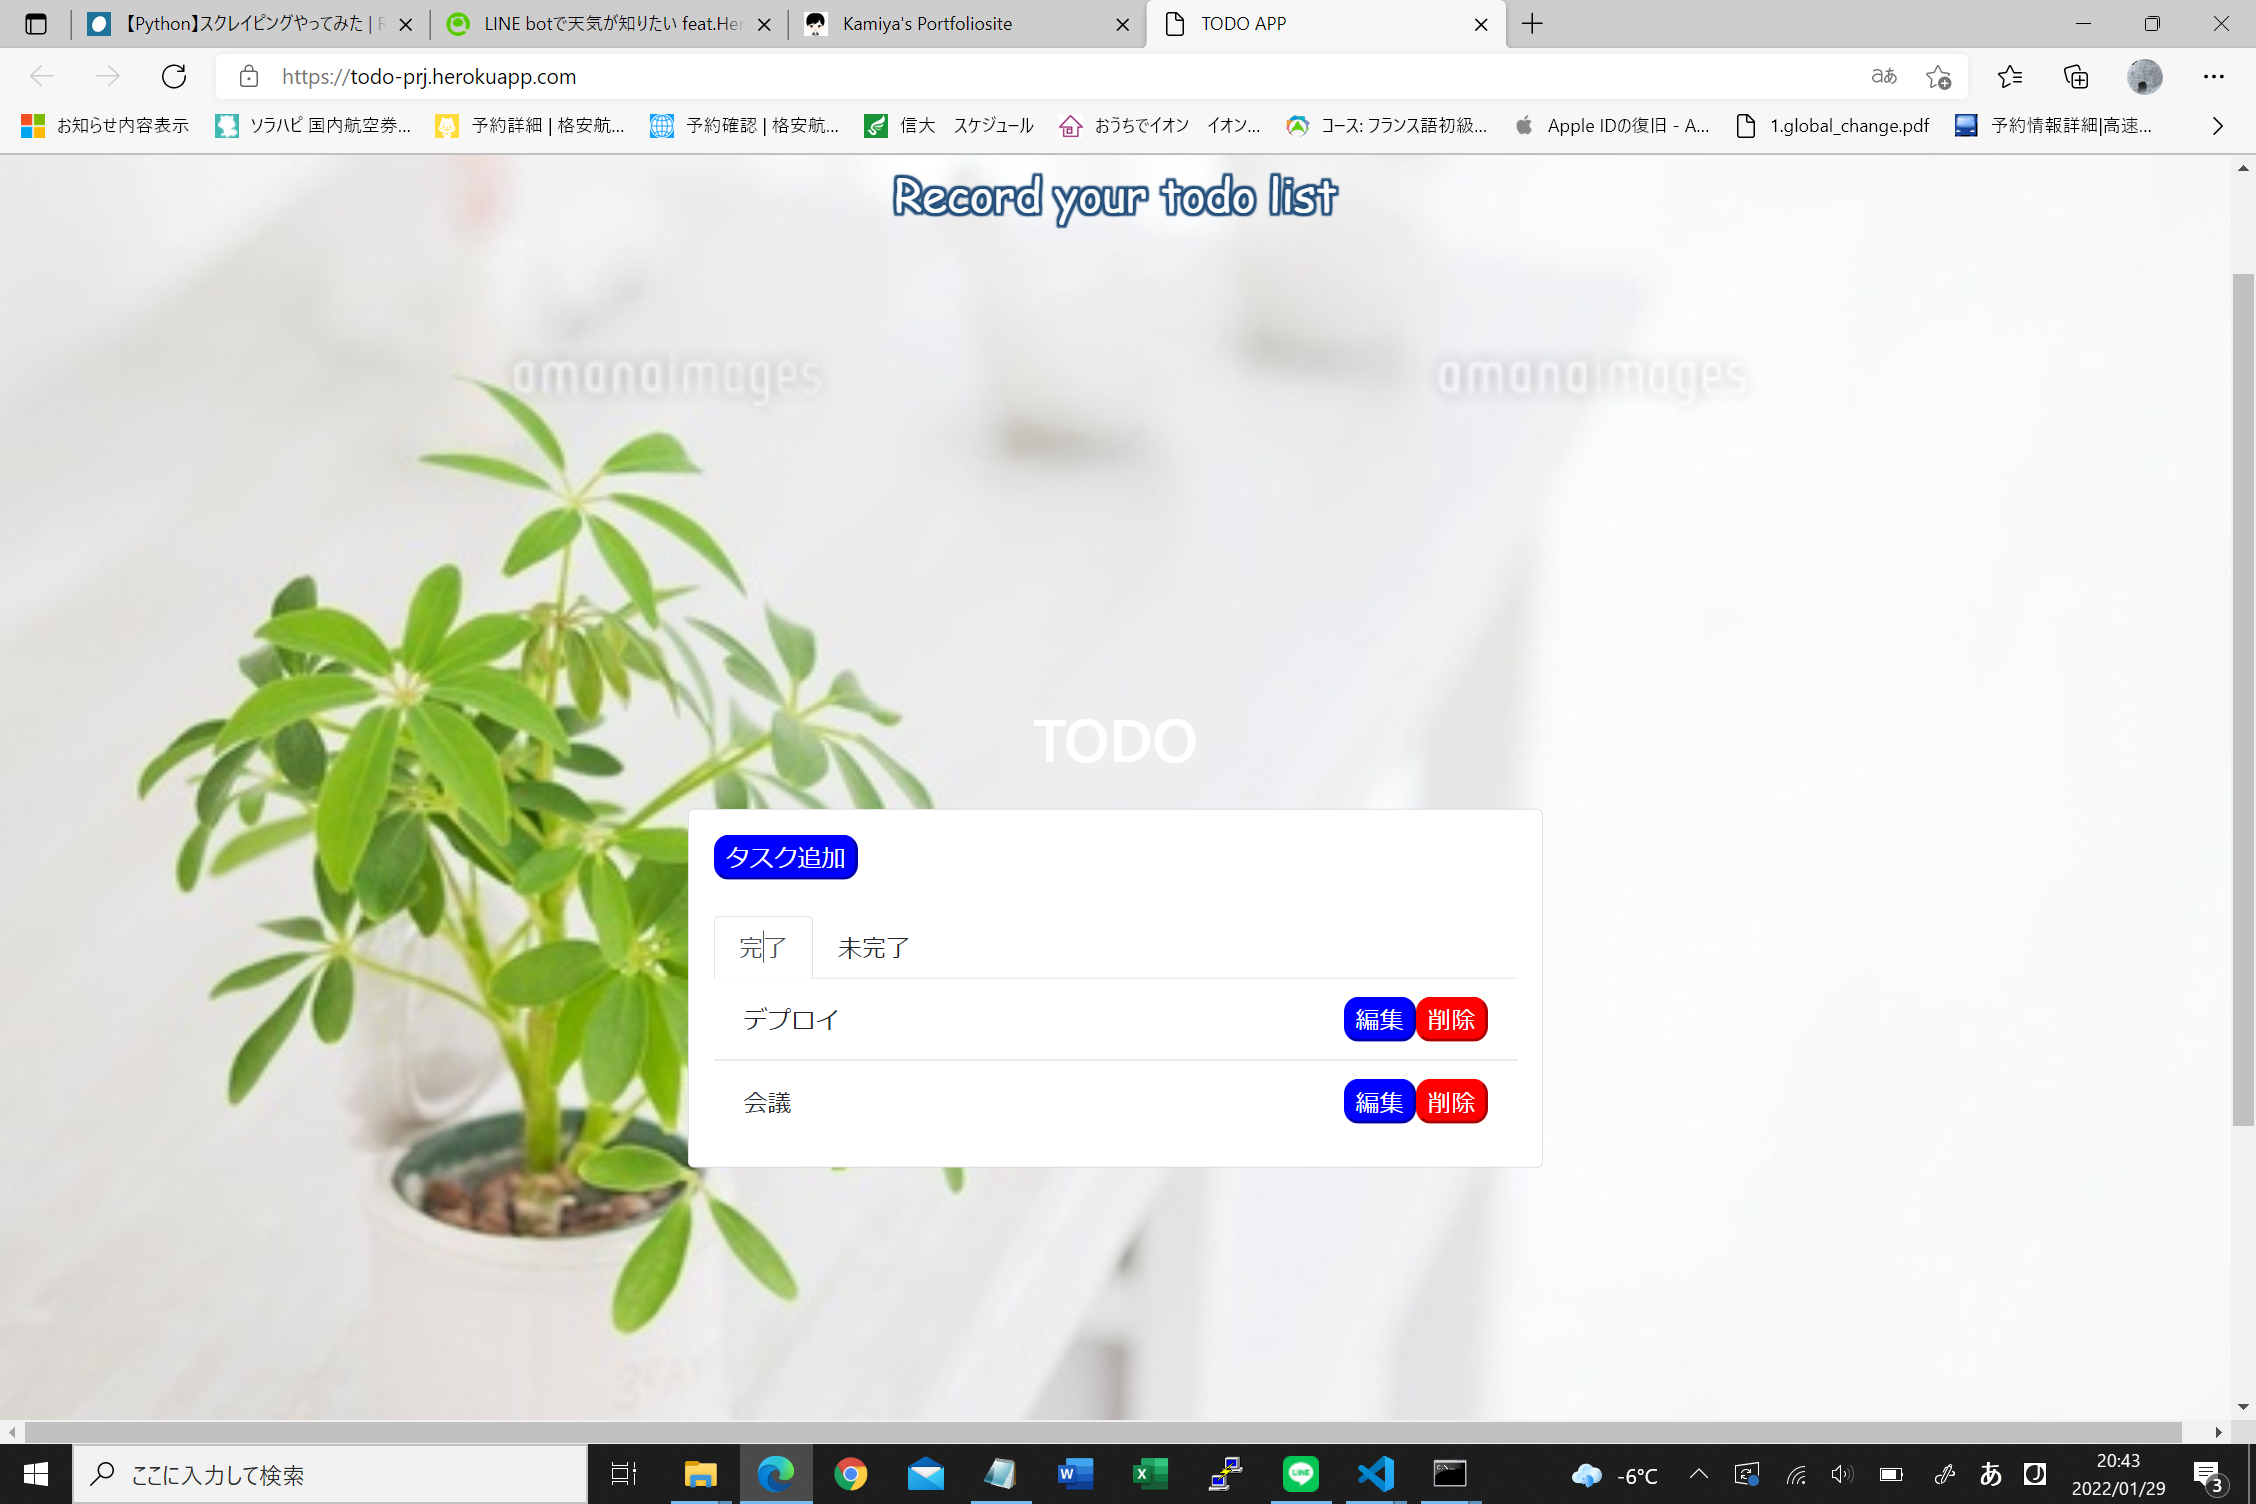 【Python】スクレイピングやってみた | R
LINE botで天気が知りたい feat.Her
Kamiya's Portfoliosite
TODO APP
https://todo-prj.herokuapp.com
aあ
お知らせ内容表示
ソラハピ 国内航空券...
予約詳細 | 格安航...
予約確認 | 格安航...
信大 スケジュール
おうちでイオン イオン...
コース: フランス語初級...
Apple IDの復旧 - A...
1.global_change.pdf
予約情報詳細|高速...
Record your todo list
amanaimages amanaimages
TODO
タスク追加
完了 未完了
デプロイ 編集 削除
会議 編集 削除
ここに入力して検索
LINE
-6°C
あ
20:43
2022/01/29
3